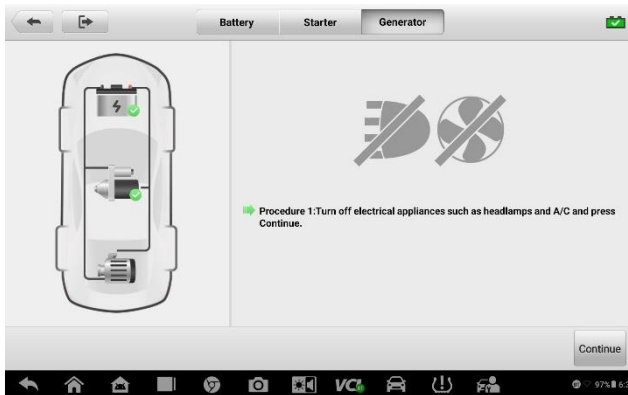 Battery
Starter
Generator
Procedure 1:Turn off electrical appliances such as headlamps and A/C and press
Continue.
Continue
VCI
97%